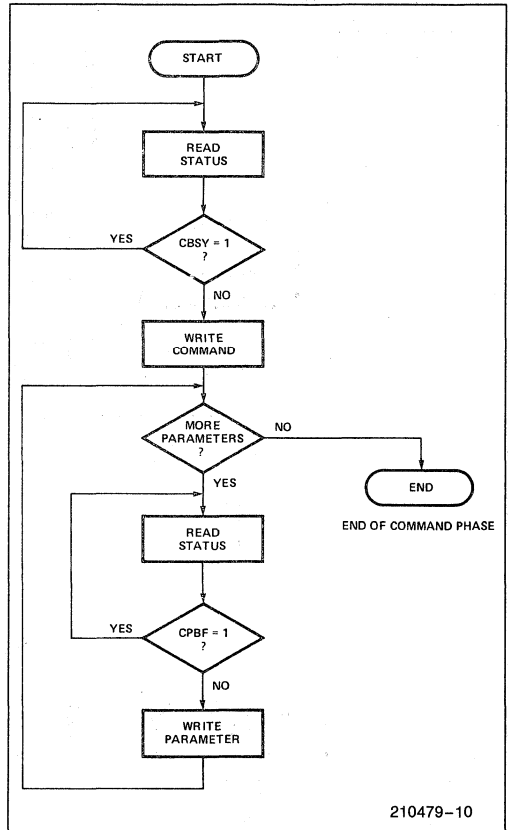 START
READ
STATUS
YES
CBSY = 1
?
NO
WRITE
COMMAND
MORE
PARAMETERS
?
NO
YES
END
END OF COMMAND PHASE
READ
STATUS
YES
CPBF = 1
?
NO
WRITE
PARAMETER
210479-10